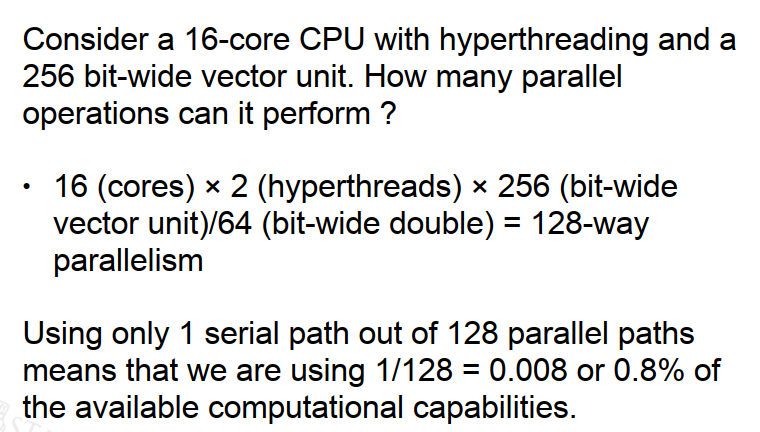 Consider a 16-core CPU with hyperthreading and a
256 bit-wide vector unit. How many parallel
operations can it perform ?
• 16 (cores) × 2 (hyperthreads) × 256 (bit-wide
vector unit)/64 (bit-wide double) = 128-way
parallelism
Using only 1 serial path out of 128 parallel paths
means that we are using 1/128 = 0.008 or 0.8% of
the available computational capabilities.